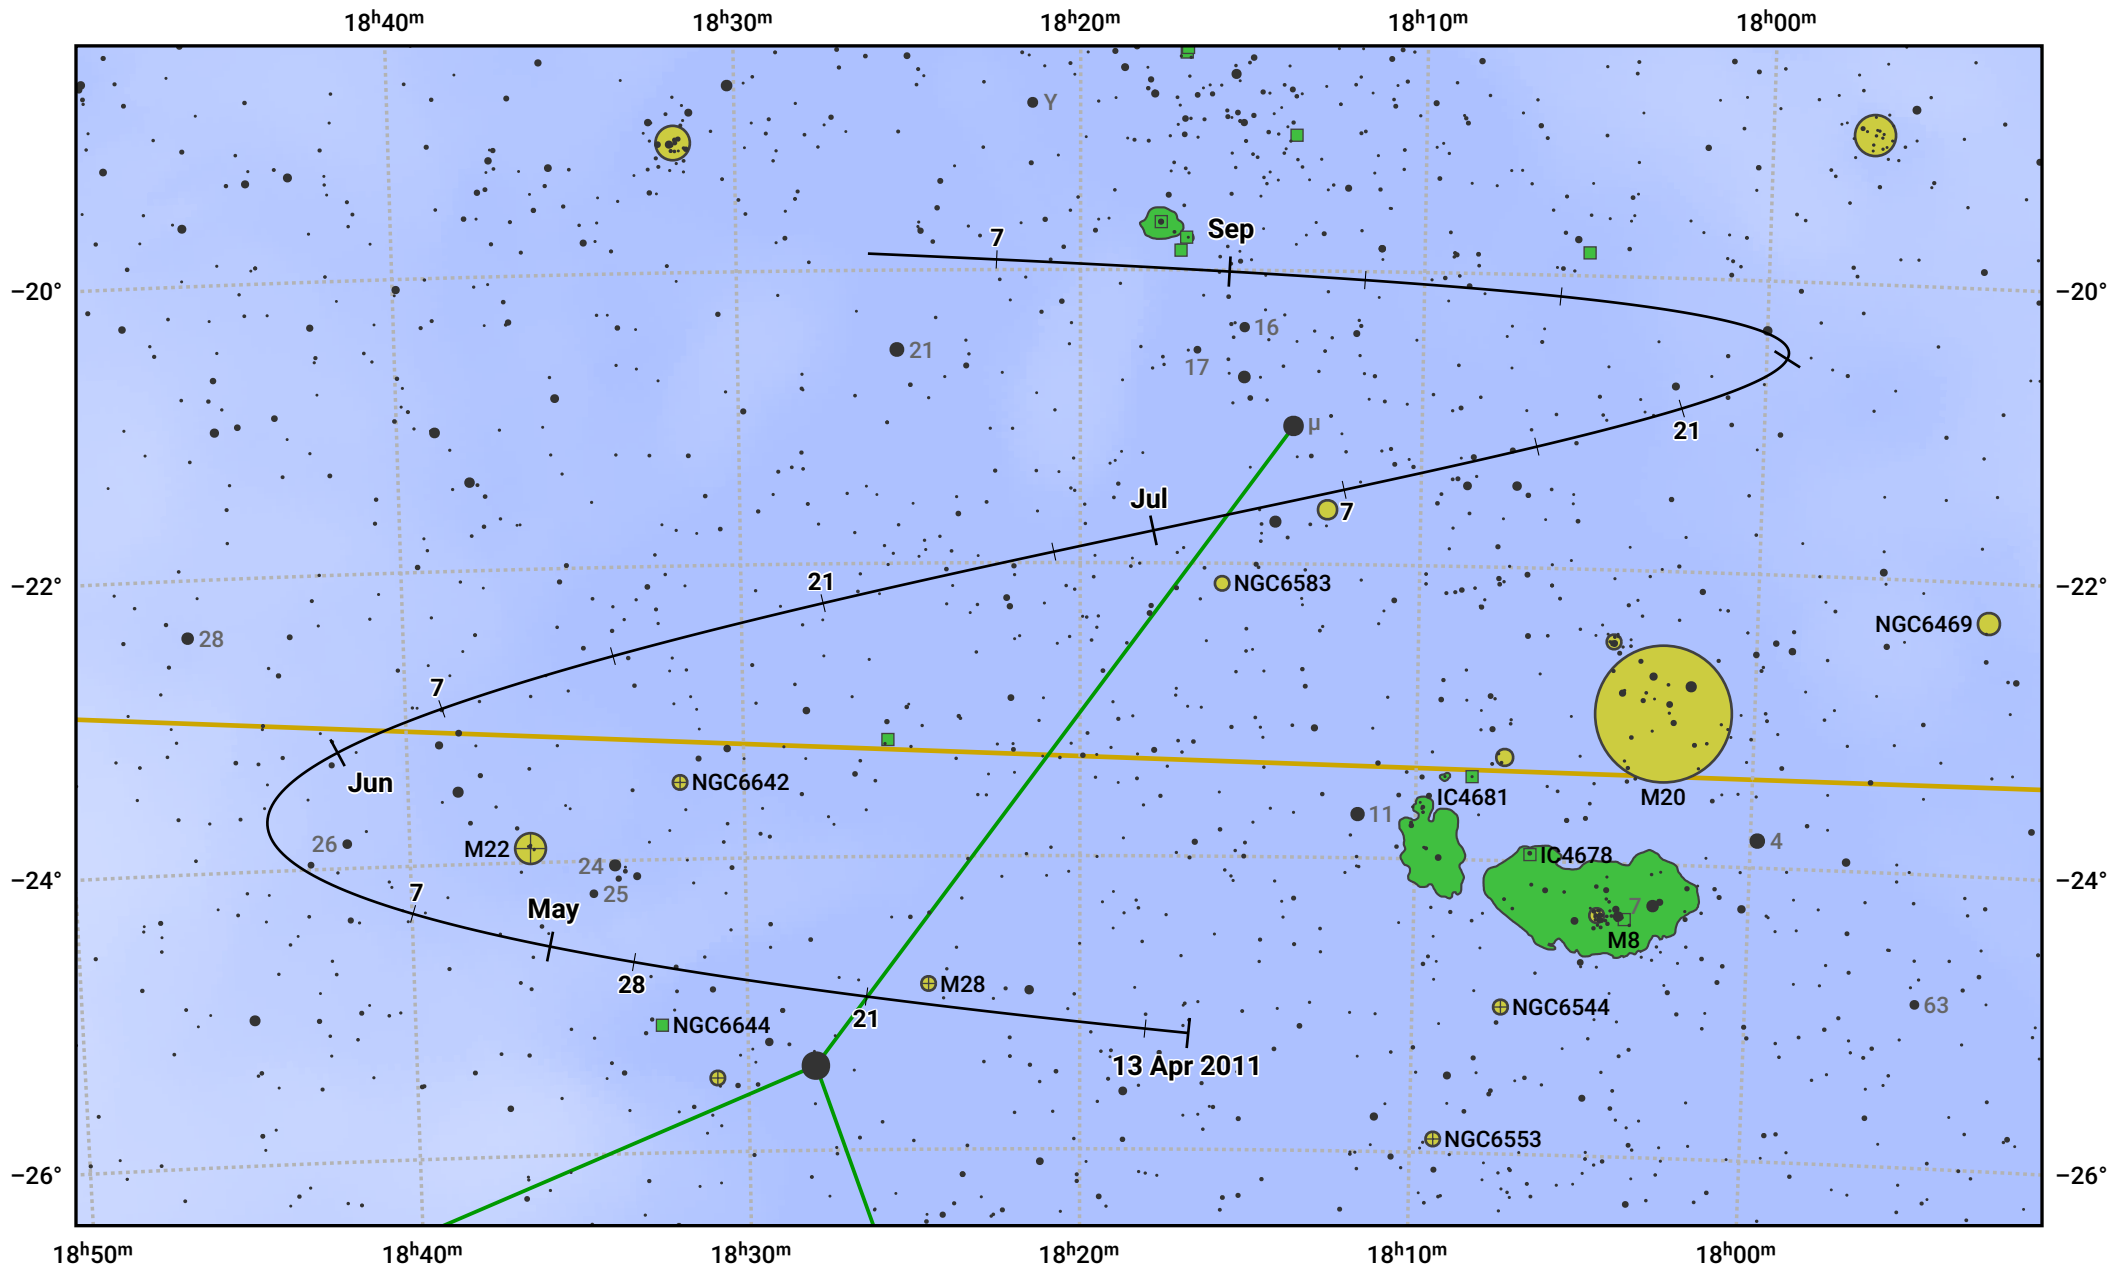 18ʰ40ᵐ 18ʰ30ᵐ 18ʰ20ᵐ 18ʰ10ᵐ 18ʰ00ᵐ
Y
Sep
7
−20° −20°
16
21
17
μ
21
Jul
7
21
NGC6583
NGC6469
28
7
Jun
NGC6642
IC4681
M20
11
4
26
M22
24
IC4678
25
7
May
7
M8
28
M28
NGC6544
63
21
NGC6644
13 Apr 2011
NGC6553
−22° −22°
−24° −24°
−26° −26°
18ʰ50ᵐ 18ʰ40ᵐ 18ʰ30ᵐ 18ʰ20ᵐ 18ʰ10ᵐ 18ʰ00ᵐ